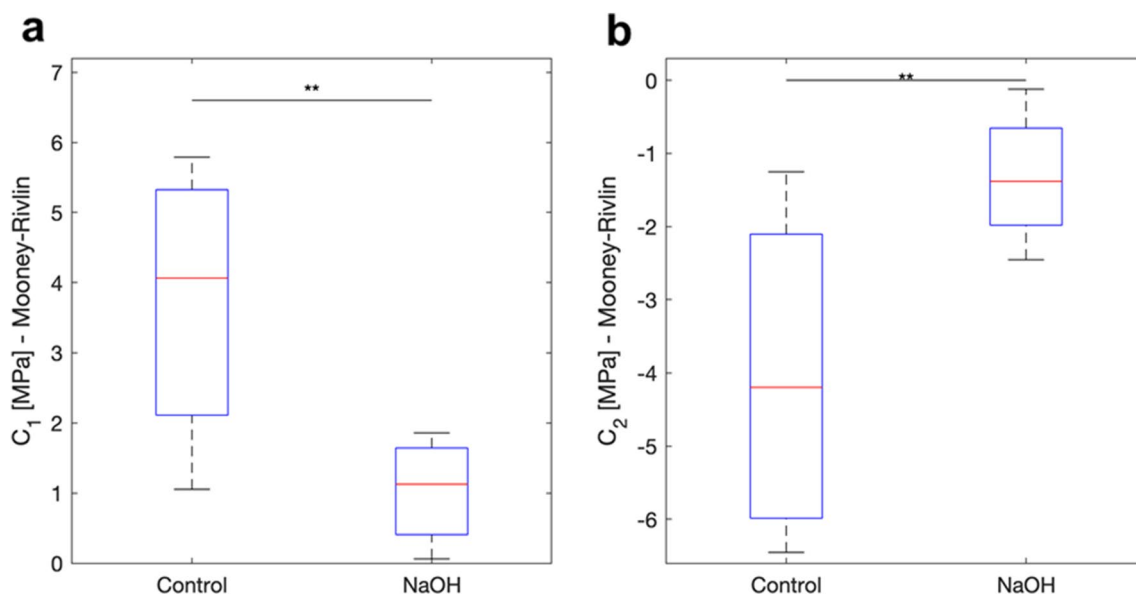 a
C1 [MPa] - Mooney-Rivlin
7
6
5
4
3
2
1
0
**
Control
NaOH
b
C2 [MPa] - Mooney-Rivlin
0
-1
-2
-3
-4
-5
-6
**
Control
NaOH